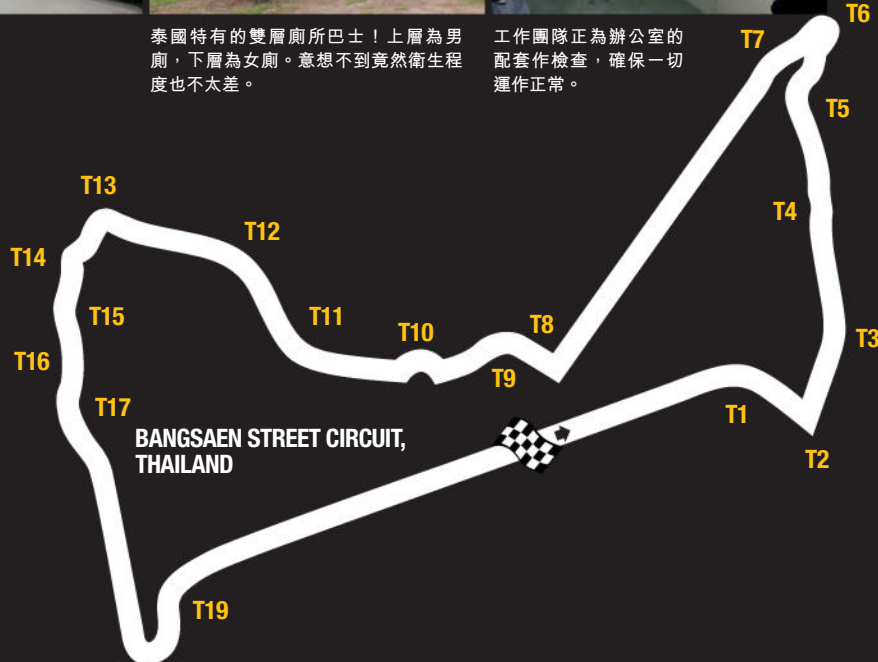 泰國特有的雙層廁所巴士！上層為男
廁，下層為女廁。意想不到竟然衛生程
度也不太差。
工作團隊正為辦公室的
配套作檢查，確保一切
運作正常。
T6
T7
T5
T13
T4
T12
T14
T15
T11
T10
T8
T3
T16
T9
T17
T1
BANGSAEN STREET CIRCUIT,
THAILAND
T2
T19